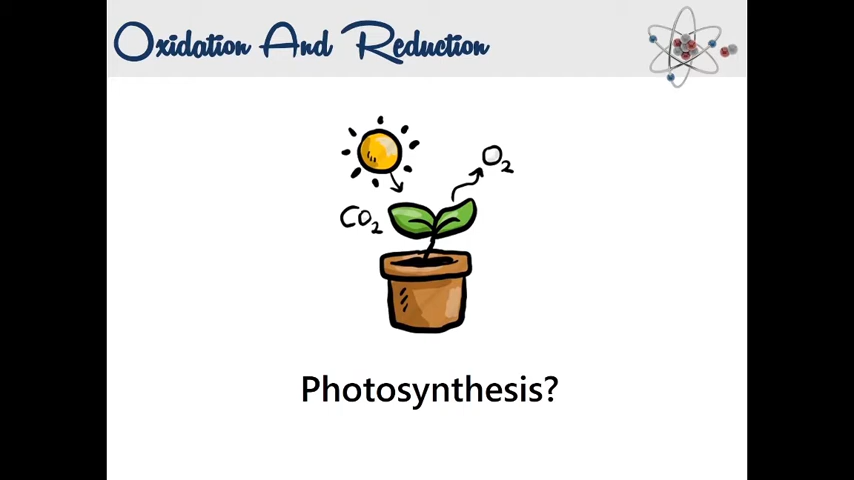 Oxidation And Reduction
O₂
CO₂
Photosynthesis?